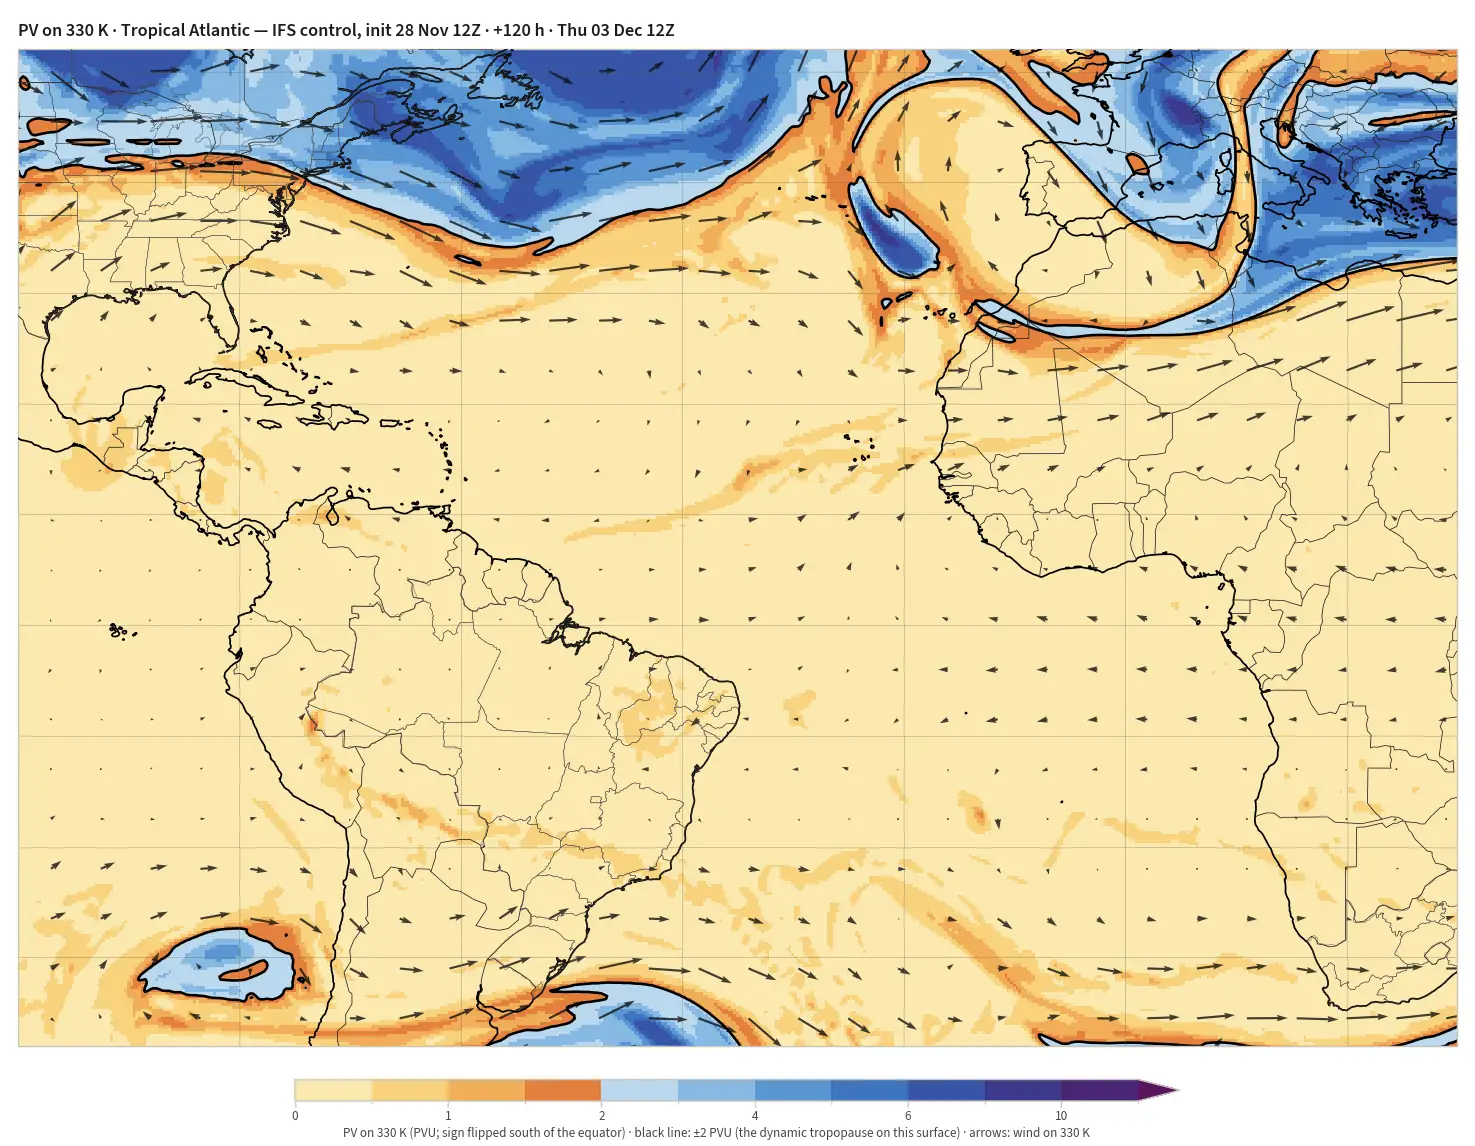 PV on 330 K · Tropical Atlantic — IFS control, init 28 Nov 12Z · +120 h · Thu 03 Dec 12Z
0 1 2 4 6 10
PV on 330 K (PVU; sign flipped south of the equator) · black line: ±2 PVU (the dynamic tropopause on this surface) · arrows: wind on 330 K